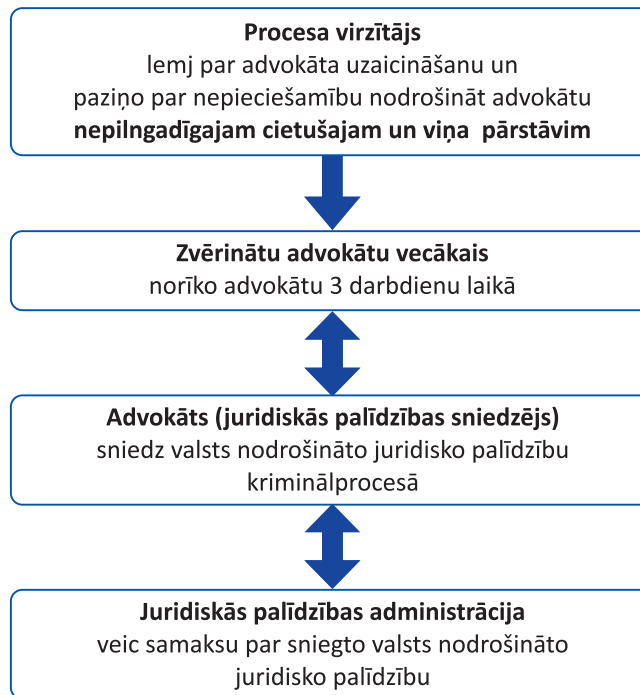 Procesa virzītājs
lemj par advokāta uzaicināšanu un
paziņo par nepieciešamību nodrošināt advokātu
nepilngadīgajam cietušajam un viņa pārstāvim
Zvērinātu advokātu vecākais
norīko advokātu 3 darbdienu laikā
Advokāts (juridiskās palīdzības sniedzējs)
sniedz valsts nodrošināto juridisko palīdzību
kriminālprocesā
Juridiskās palīdzības administrācija
veic samaksu par sniegto valsts nodrošināto
juridisko palīdzību